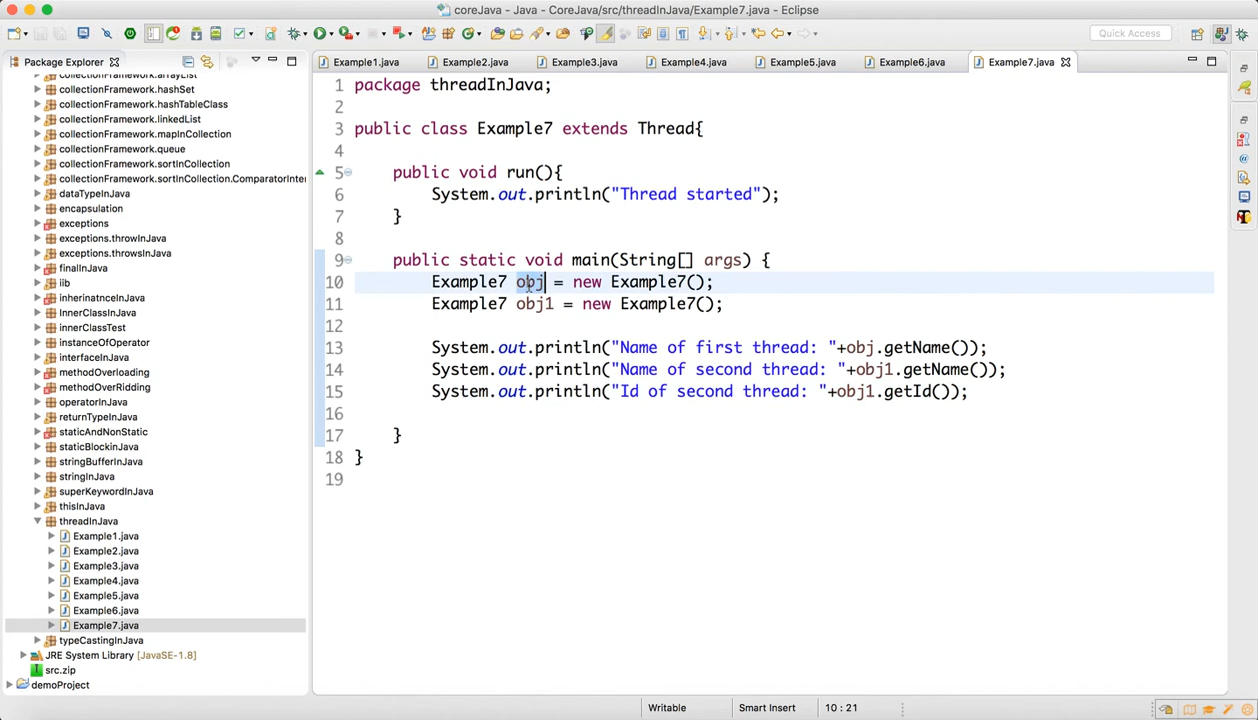 coreJava - Java - CoreJava/src/threadInJava/Example7.java - Eclipse
Quick Access
Package Explorer
Example1.java
Example2.java
Example3.java
Example4.java
Example5.java
Example6.java
Example7.java
collectionFramework.arrayList
collectionFramework.hashSet
collectionFramework.hashTableClass
collectionFramework.linkedList
collectionFramework.mapInCollection
collectionFramework.queue
collectionFramework.sortInCollection
collectionFramework.sortInCollection.ComparatorInter
dataTypeInJava
encapsulation
exceptions
exceptions.throwInJava
exceptions.throwsInJava
finalInJava
iib
inherinatnceInJava
InnerClassInJava
innerClassTest
instanceOfOperator
interfaceInJava
methodOverloading
methodOverRidding
operatorInJava
returnTypeInJava
staticAndNonStatic
staticBlockinJava
stringBufferInJava
stringInJava
superKeywordInJava
thisInJava
threadInJava
Example1.java
Example2.java
Example3.java
Example4.java
Example5.java
Example6.java
Example7.java
typeCastingInJava
JRE System Library [JavaSE-1.8]
src.zip
demoProject
1 package threadInJava;
2
3 public class Example7 extends Thread{
4
5 public void run(){
6 System.out.println("Thread started");
7 }
8
9 public static void main(String[] args) {
10 Example7 obj = new Example7();
11 Example7 obj1 = new Example7();
12
13 System.out.println("Name of first thread: "+obj.getName());
14 System.out.println("Name of second thread: "+obj1.getName());
15 System.out.println("Id of second thread: "+obj1.getId());
16
17 }
18 }
19
Writable
Smart Insert
10 : 21